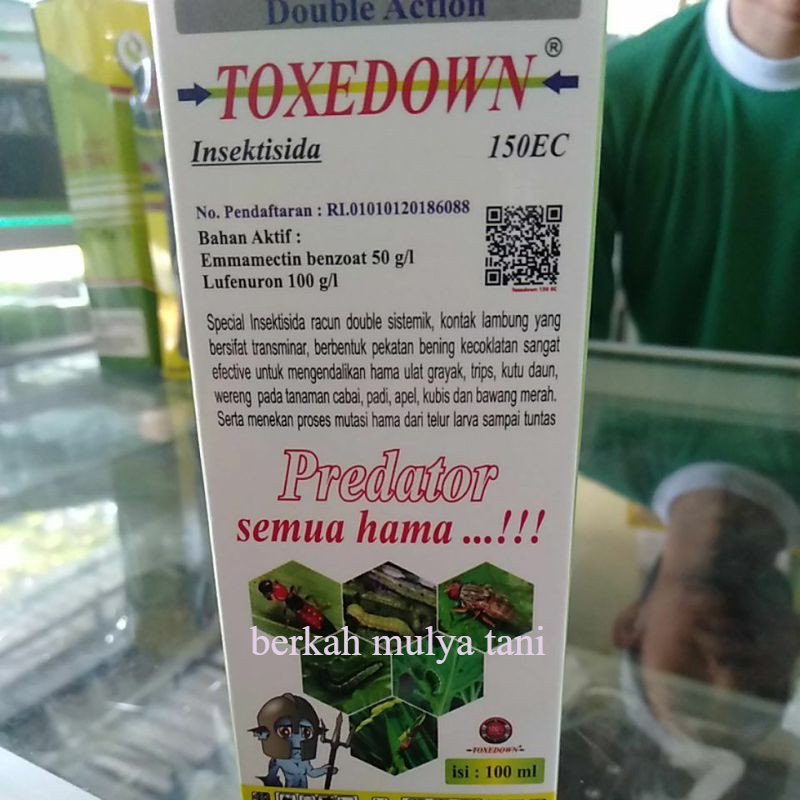 Double Action
TOXEDOWN®
Insektisida 150EC
No. Pendaftaran : RI.01010120186088
Bahan Aktif :
Emmamectin benzoat 50 g/l
Lufenuron 100 g/l
Toxedown 150 EC
Special Insektisida racun double sistemik, kontak lambung yang
bersifat transminar, berbentuk pekatan bening kecoklatan sangat
efective untuk mengendalikan hama ulat grayak, trips, kutu daun,
wereng pada tanaman cabai, padi, apel, kubis dan bawang merah.
Serta menekan proses mutasi hama dari telur larva sampai tuntas
Predator
semua hama ...!!!
berkah mulya tani
TOXEDOWN
isi : 100 ml